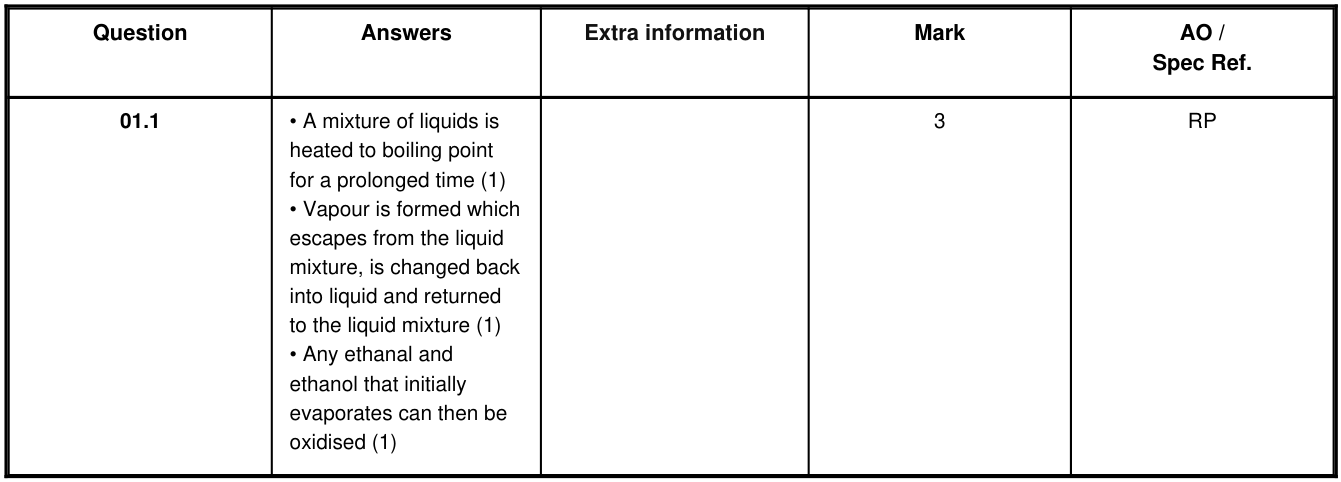 Question Answers Extra information Mark AO /
Spec Ref.
01.1 • A mixture of liquids is 3 RP
heated to boiling point
for a prolonged time (1)
• Vapour is formed which
escapes from the liquid
mixture, is changed back
into liquid and returned
to the liquid mixture (1)
• Any ethanal and
ethanol that initially
evaporates can then be
oxidised (1)